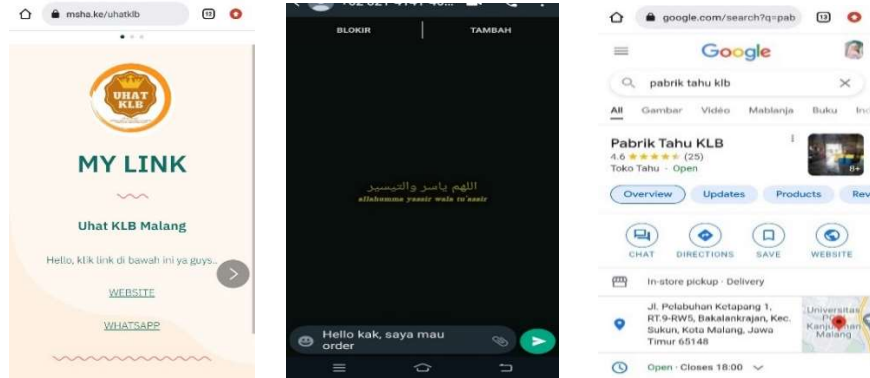 msha.ke/uhatklb
13
UHAT
KLB
MY LINK
Uhat KLB Malang
Hello, klik link di bawah ini ya guys..
WEBSITE
WHATSAPP
BLOKIR
TAMBAH
اللهم ياسر والتيسير
allahumma yassir wala tu'assir
Hello kak, saya mau
order
google.com/search?q=pab
13
Google
pabrik tahu klb
All Gambar Video Mablanja Buku
Pabrik Tahu KLB
4.6 (25)
Toko Tahu · Open
8+
Overview Updates Products Rev
CHAT DIRECTIONS SAVE WEBSITE
In-store pickup · Delivery
Jl. Pelabuhan Ketapang 1,
RT.9-RW5, Bakalankrajan, Kec.
Sukun, Kota Malang, Jawa
Timur 65148
Universitas
Malang
Open · Closes 18:00